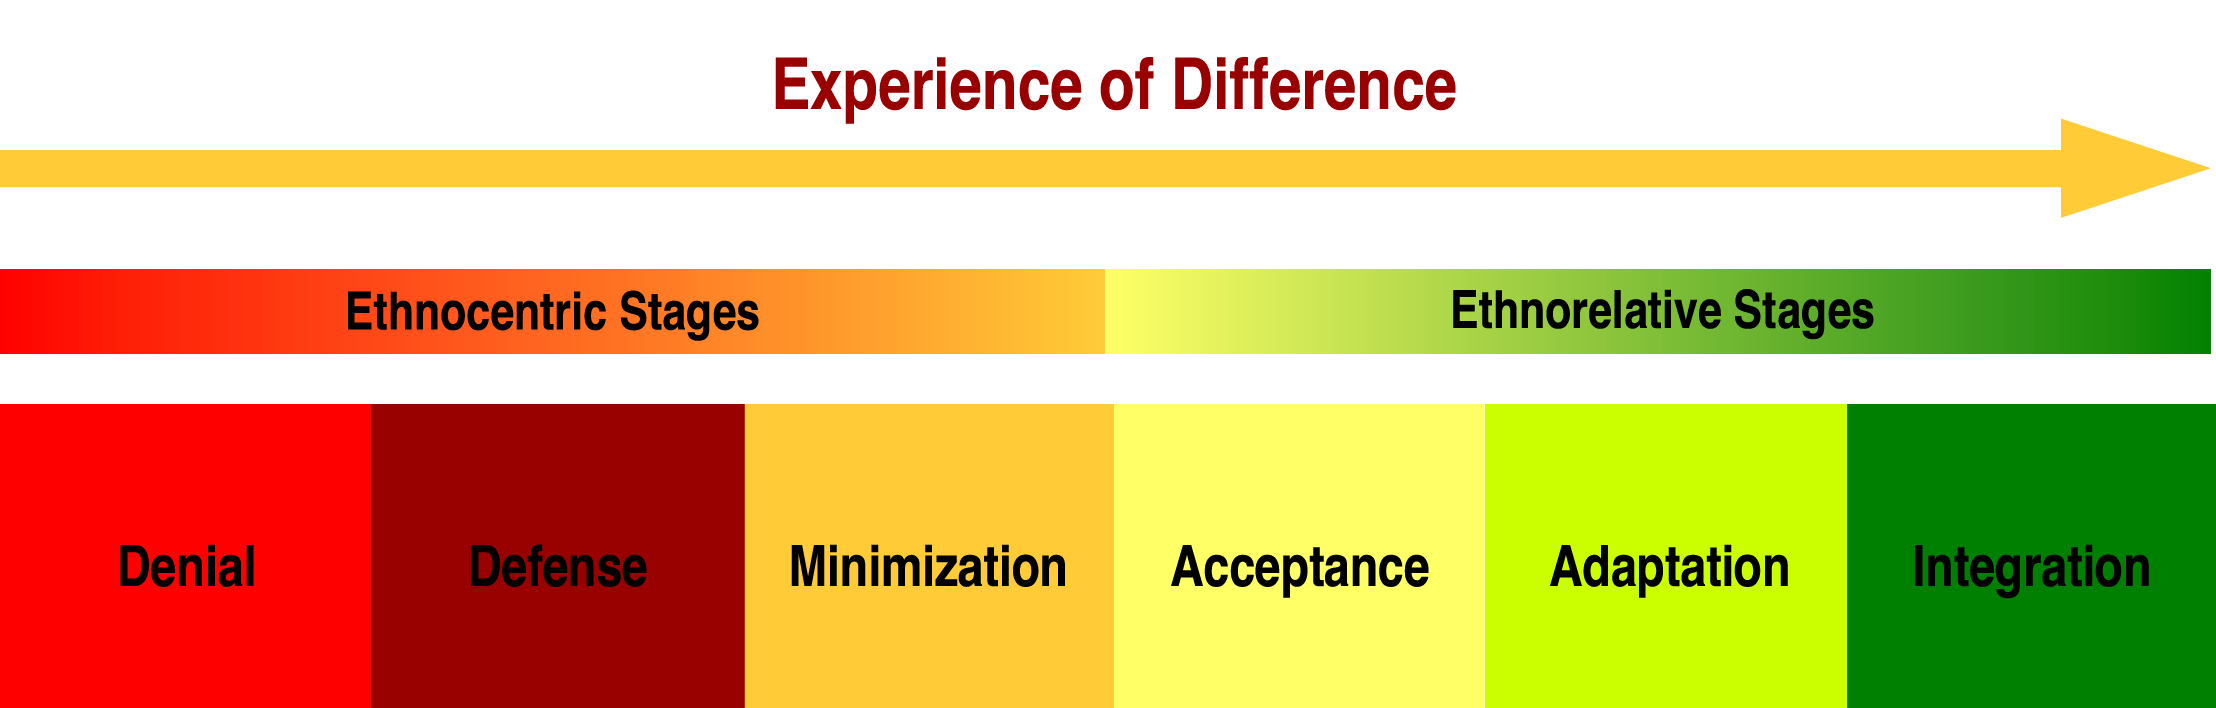 Experience of Difference
Ethnocentric Stages
Ethnorelative Stages
Denial
Defense
Minimization
Acceptance
Adaptation
Integration